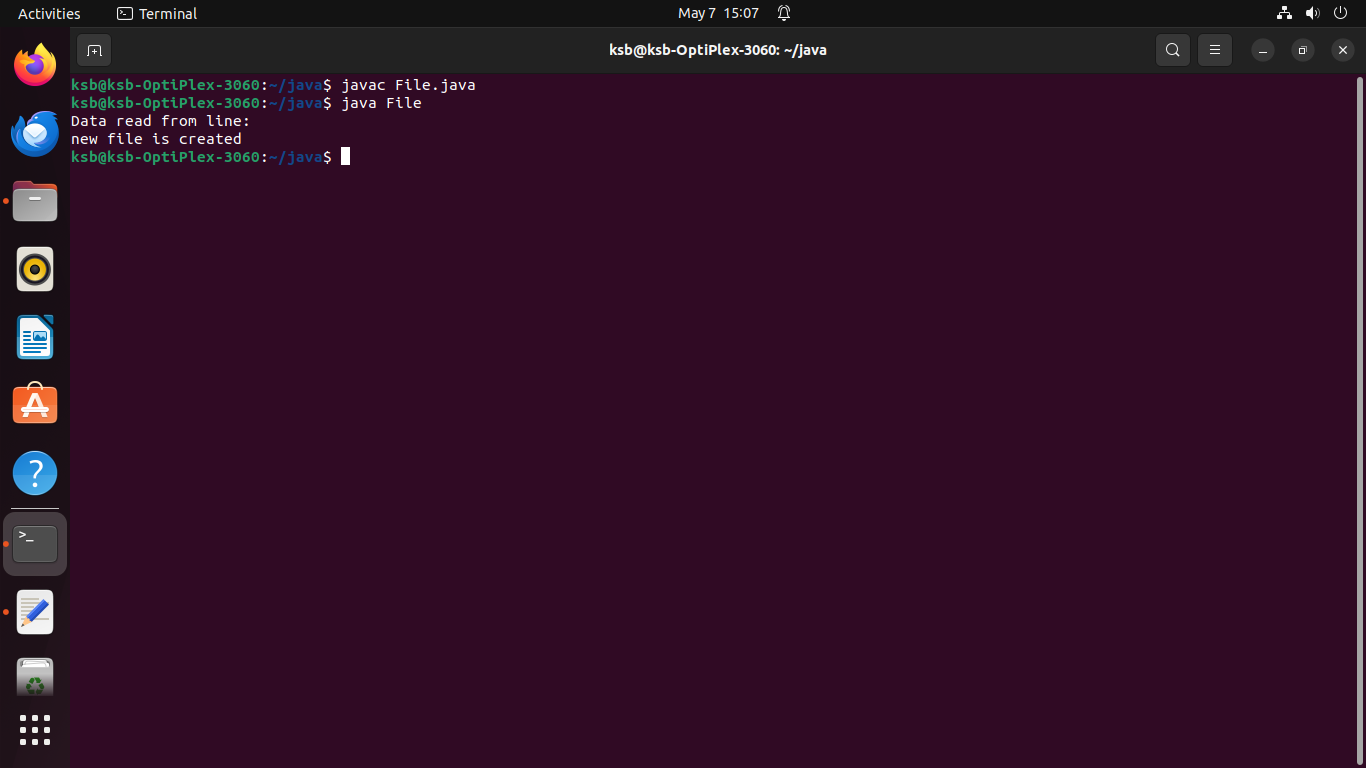 Activities
Terminal
May 7 15:07
ksb@ksb-OptiPlex-3060: ~/java
ksb@ksb-OptiPlex-3060:~/java$ javac File.java
ksb@ksb-OptiPlex-3060:~/java$ java File
Data read from line:
new file is created
ksb@ksb-OptiPlex-3060:~/java$